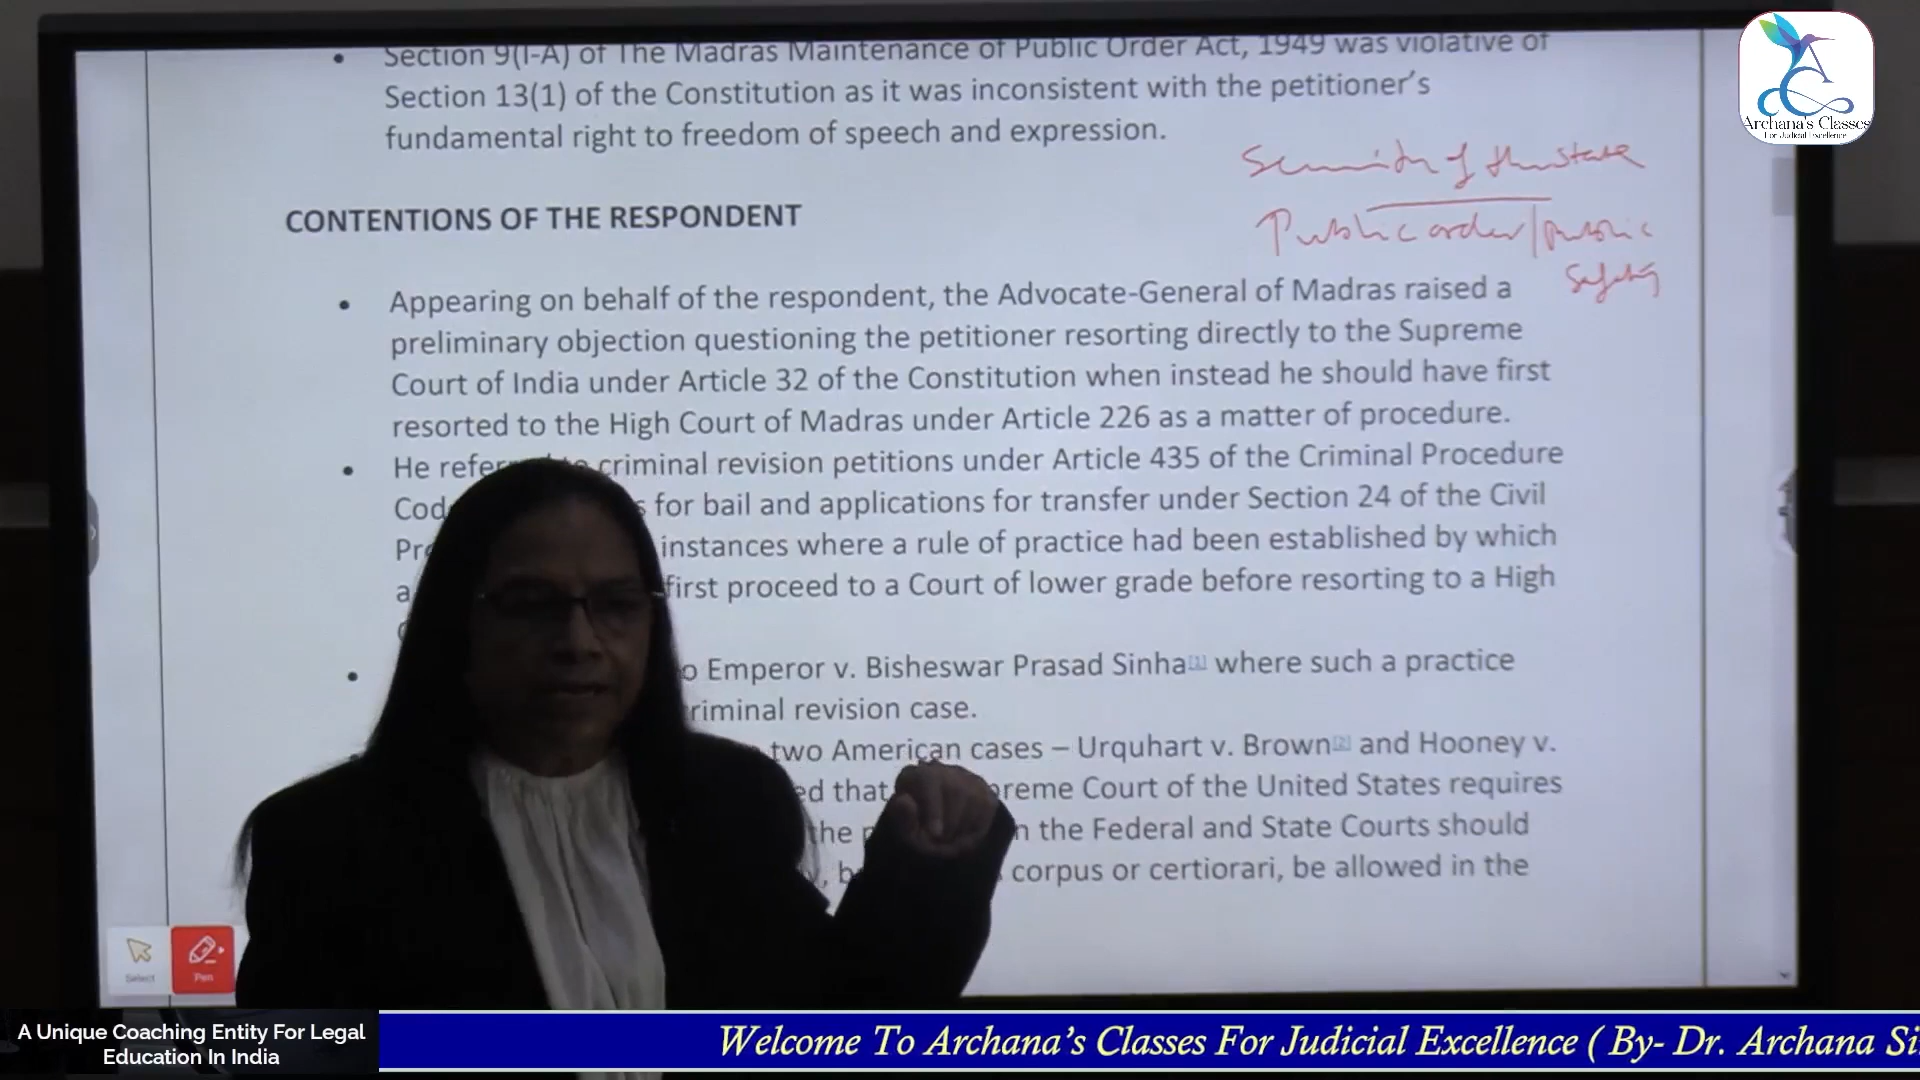 Section 9(I-A) of The Madras Maintenance of Public Order Act, 1949 was violative of
Section 13(1) of the Constitution as it was inconsistent with the petitioner's
fundamental right to freedom of speech and expression.
Security of the state
Public order/public
safety
CONTENTIONS OF THE RESPONDENT
Appearing on behalf of the respondent, the Advocate-General of Madras raised a
preliminary objection questioning the petitioner resorting directly to the Supreme
Court of India under Article 32 of the Constitution when instead he should have first
resorted to the High Court of Madras under Article 226 as a matter of procedure.
He criminal revision petitions under Article 435 of the Criminal Procedure
for bail and applications for transfer under Section 24 of the Civil
instances where a rule of practice had been established by which
first proceed to a Court of lower grade before resorting to a High
Emperor v. Bisheswar Prasad Sinha[1] where such a practice
revision case.
two American cases – Urquhart v. Brown[2] and Hooney v.
that Court of the United States requires
the the Federal and State Courts should
corpus or certiorari, be allowed in the
Select
Pen
Archana's Classes
For Judicial Excellence
A Unique Coaching Entity For Legal
Education In India
Welcome To Archana's Classes For Judicial Excellence ( By- Dr. Archana Si